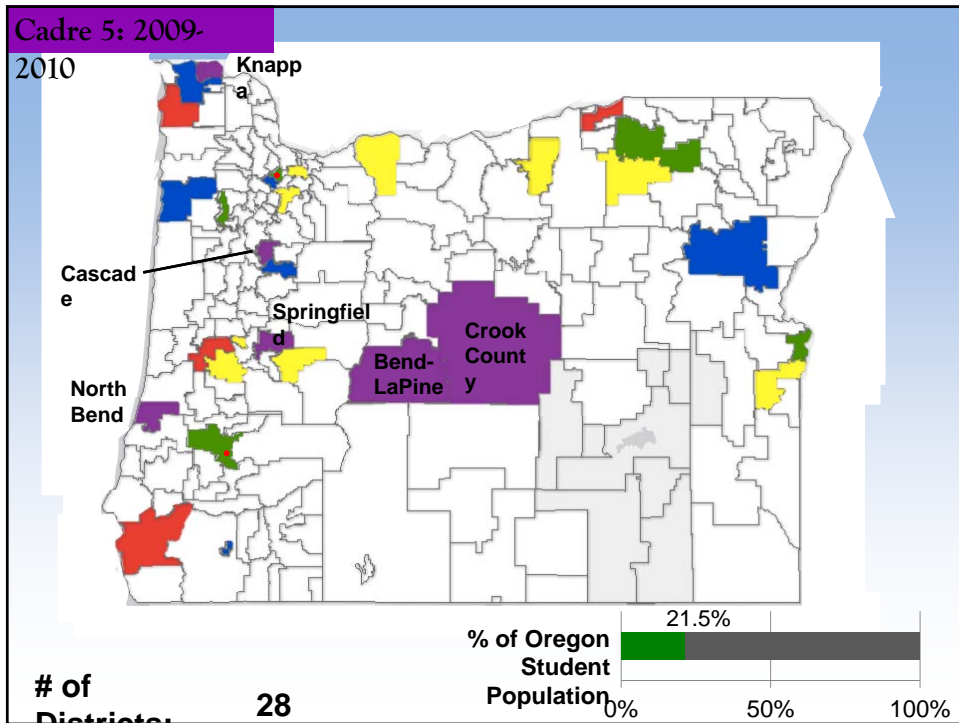 Cadre 5: 2009-
2010
Knapp
a
Cascad
e
Springfiel
d
Crook
Count
y
Bend-
LaPine
North
Bend
21.5%
% of Oregon
Student
Population
0%
50%
100%
# of
Districts:
28